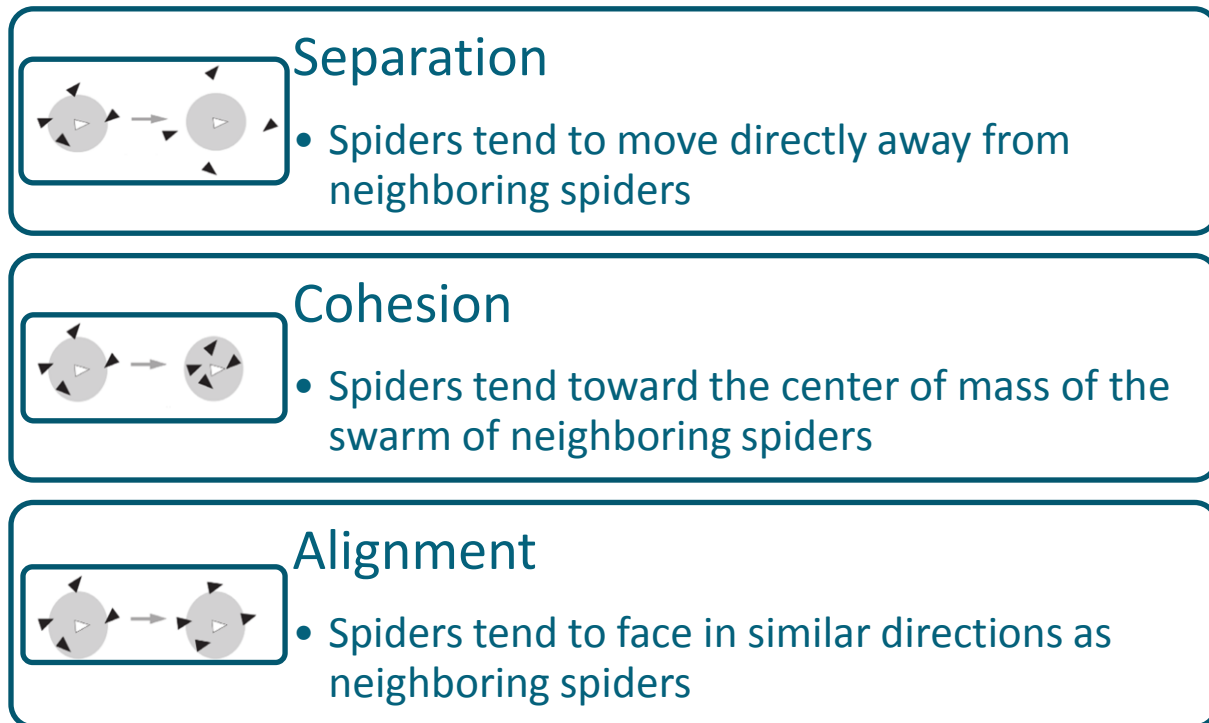 Separation
• Spiders tend to move directly away from
neighboring spiders
Cohesion
• Spiders tend toward the center of mass of the
swarm of neighboring spiders
Alignment
• Spiders tend to face in similar directions as
neighboring spiders